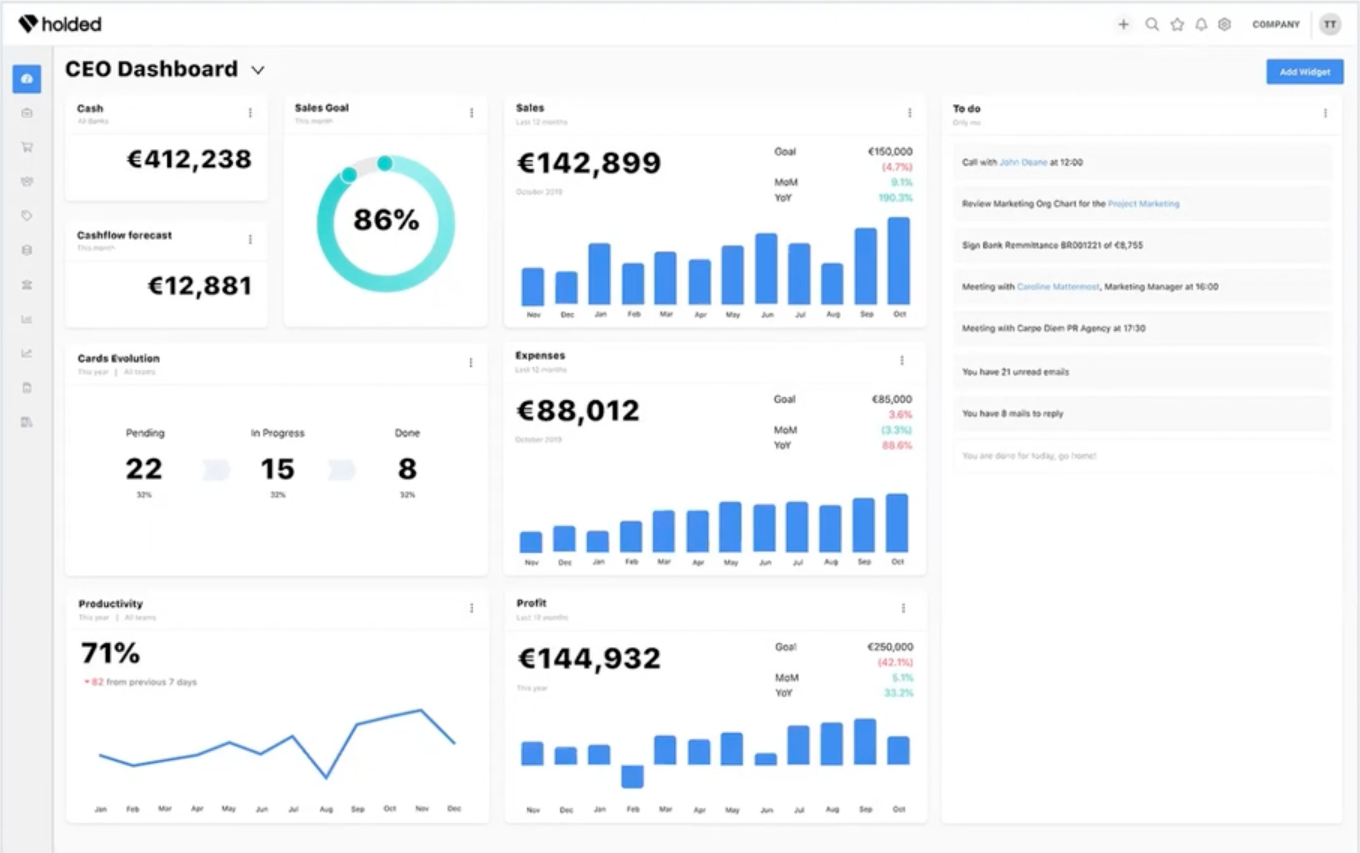 holded
COMPANY
TT
CEO Dashboard
Add Widget
Cash
All Banks
€412,238
Cashflow forecast
This month
€12,881
Sales Goal
This month
86%
Sales
Last 12 months
€142,899
October 2019
Goal €150,000
(4.7%)
MoM 9.1%
YoY 190.3%
Nov Dec Jan Feb Mar Apr May Jun Jul Aug Sep Oct
Cards Evolution
This year | All teams
Pending In Progress Done
22 15 8
32% 32% 32%
Expenses
Last 12 months
€88,012
October 2019
Goal €85,000
3.6%
MoM (3.3%)
YoY 88.6%
Nov Dec Jan Feb Mar Apr May Jun Jul Aug Sep Oct
Productivity
This year | All teams
71%
82 from previous 7 days
Jan Feb Mar Apr May Jun Jul Aug Sep Oct Nov Dec
Profit
Last 12 months
€144,932
This year
Goal €250,000
(42.1%)
MoM 5.1%
YoY 33.2%
Nov Dec Jan Feb Mar Apr May Jun Jul Aug Sep Oct
To do
Only me
Call with John Deane at 12:00
Review Marketing Org Chart for the Project Marketing
Sign Bank Remmittance BR001221 of €8,755
Meeting with Caroline Mattermost, Marketing Manager at 16:00
Meeting with Carpe Diem PR Agency at 17:30
You have 21 unread emails
You have 8 mails to reply
You are done for today, go home!